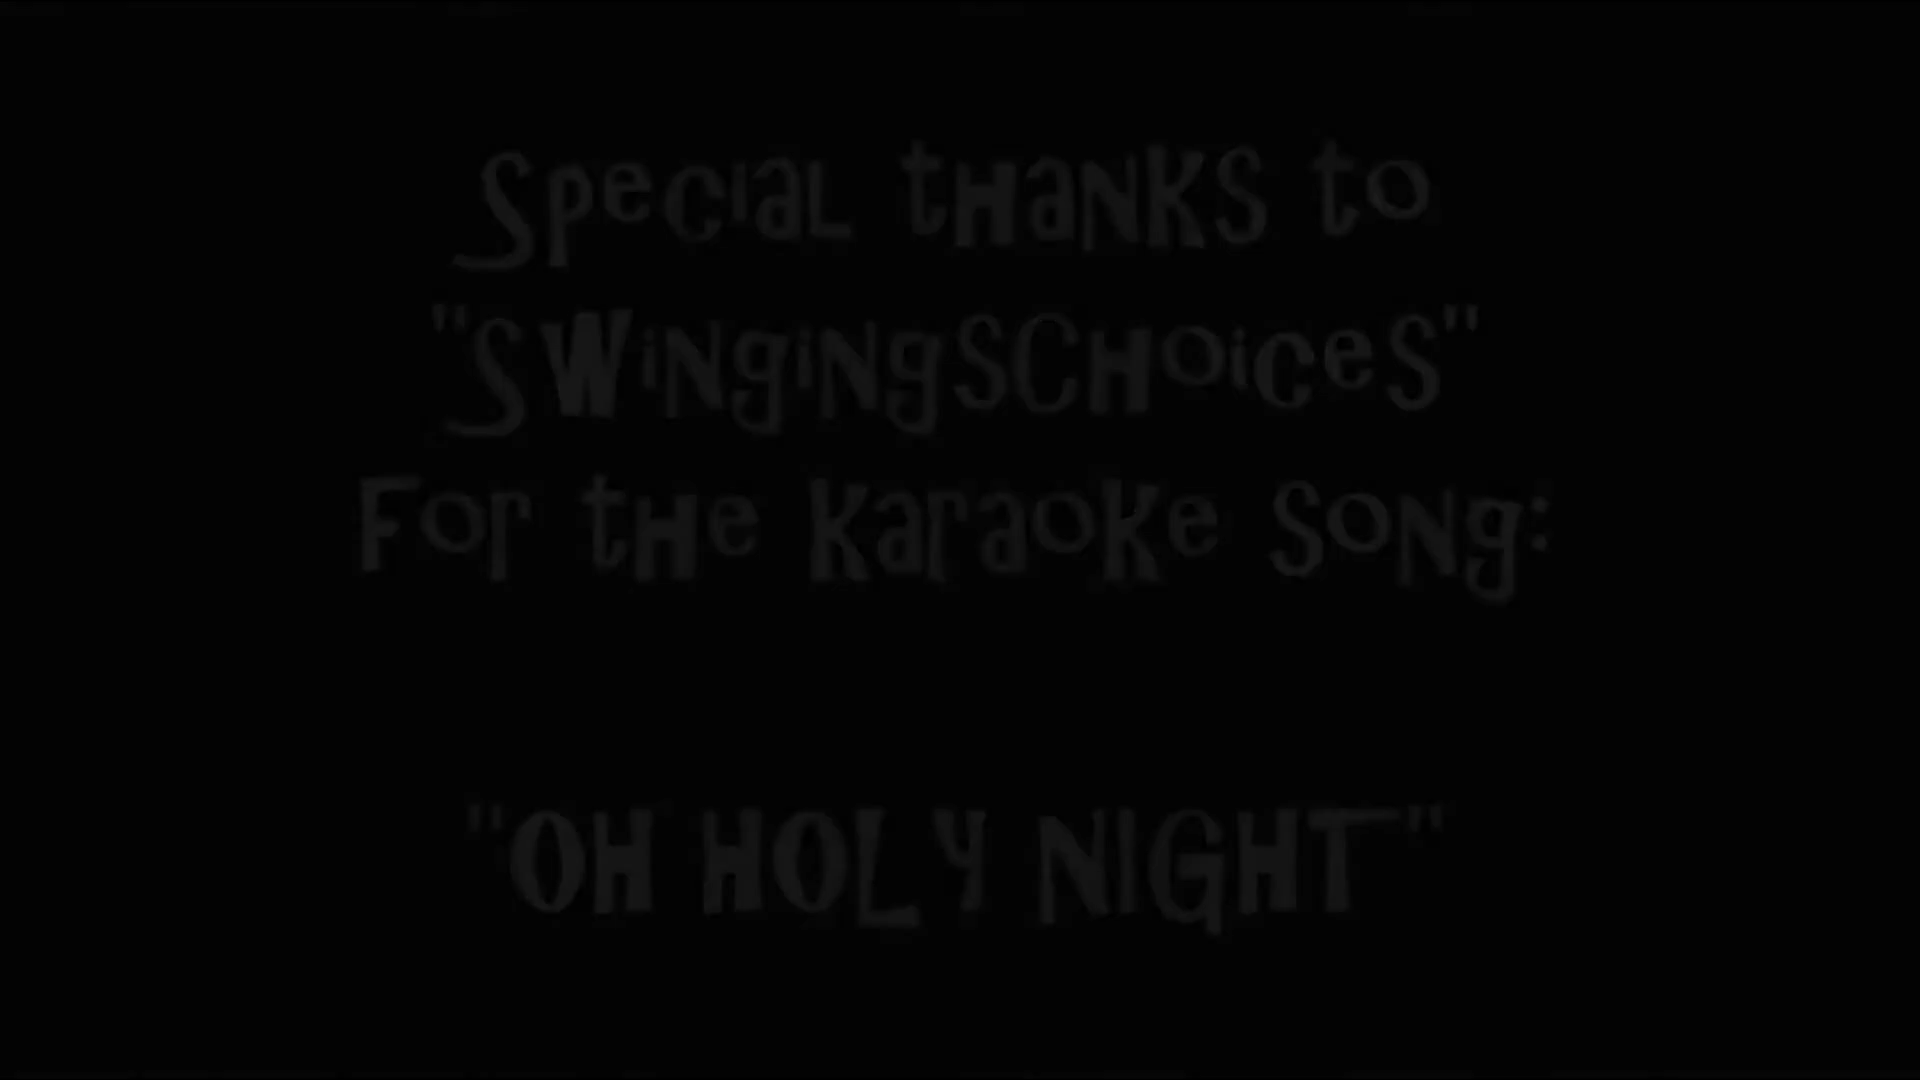 Special thanks to
"Swingingschoices"
For the karaoke song:
"OH HOLY NIGHT"